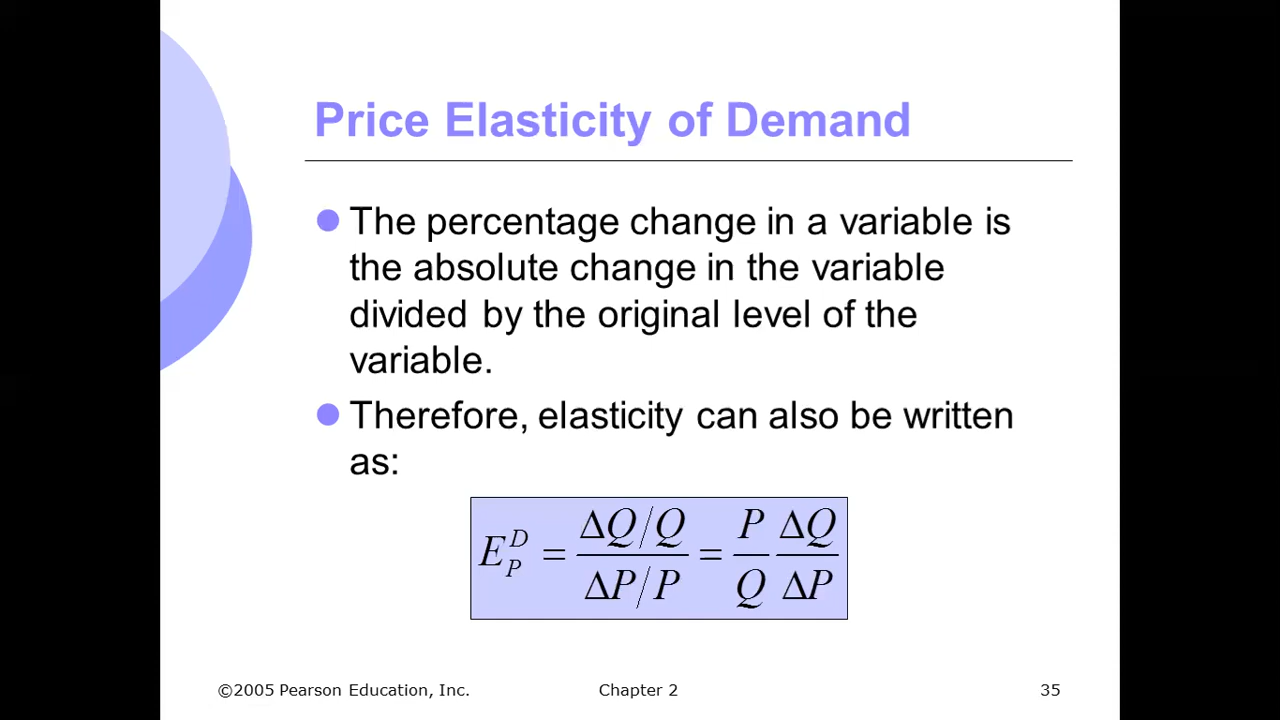 Price Elasticity of Demand
The percentage change in a variable is
the absolute change in the variable
divided by the original level of the
variable.
Therefore, elasticity can also be written
as:
E_P^D = (ΔQ/Q)/(ΔP/P) = (P/Q)(ΔQ/ΔP)
©2005 Pearson Education, Inc. Chapter 2 35